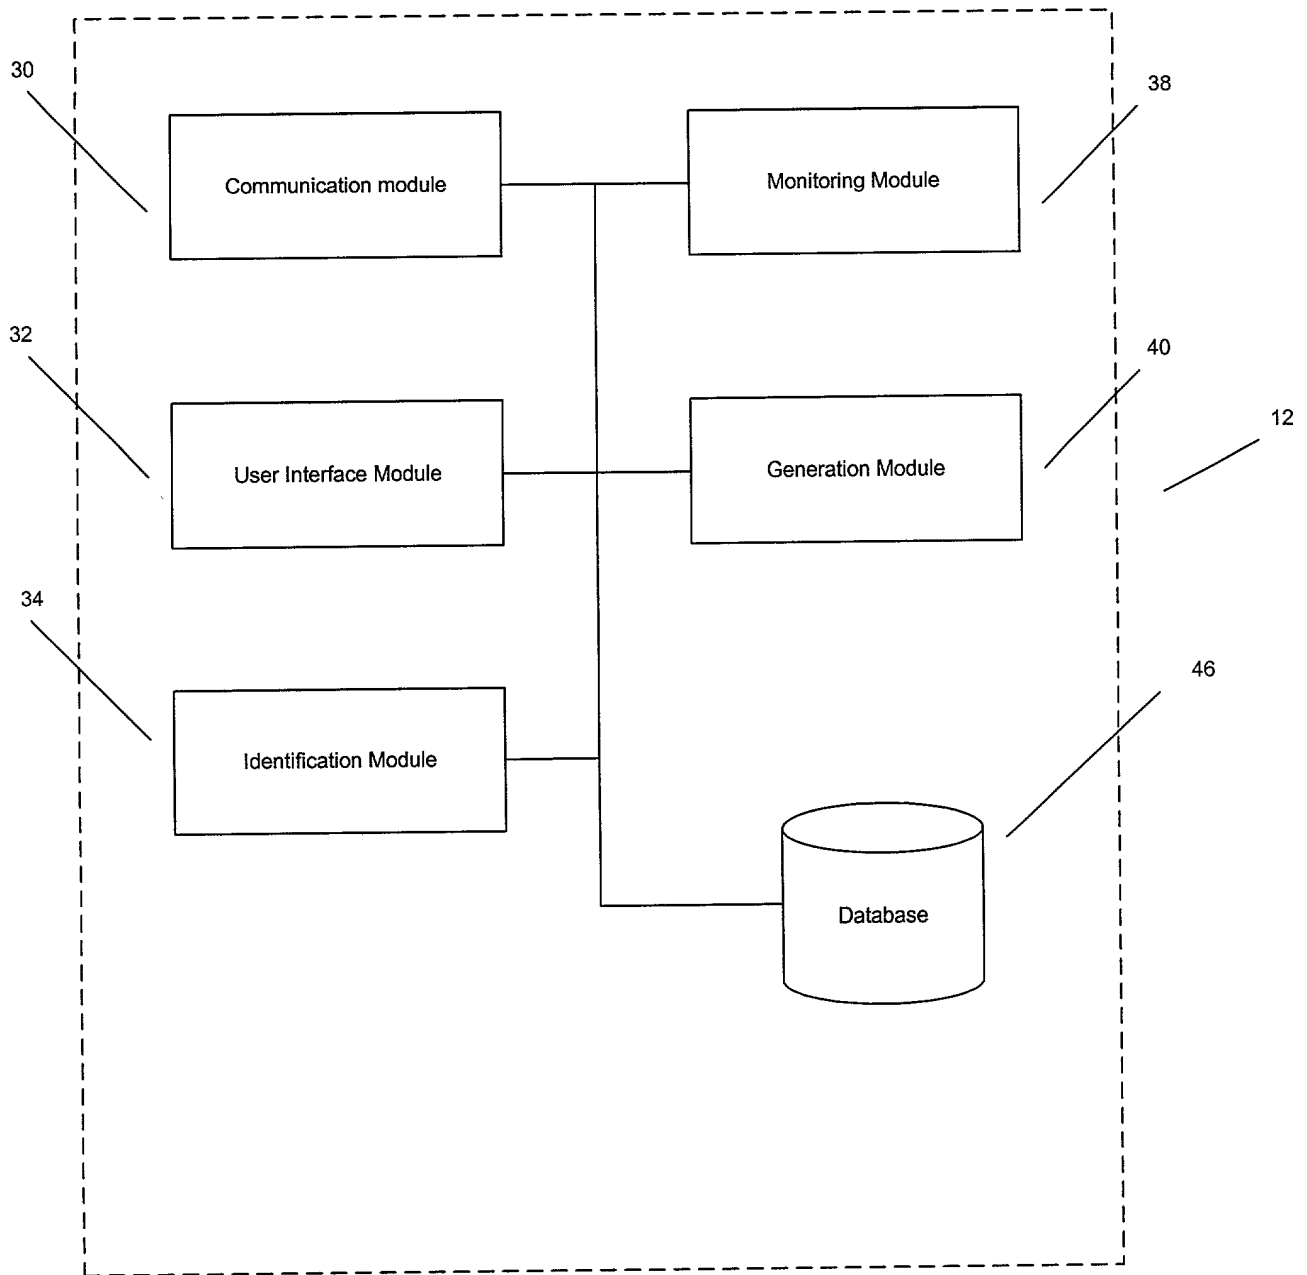 30
38
Communication module
Monitoring Module
32
40
12
User Interface Module
Generation Module
34
46
Identification Module
Database